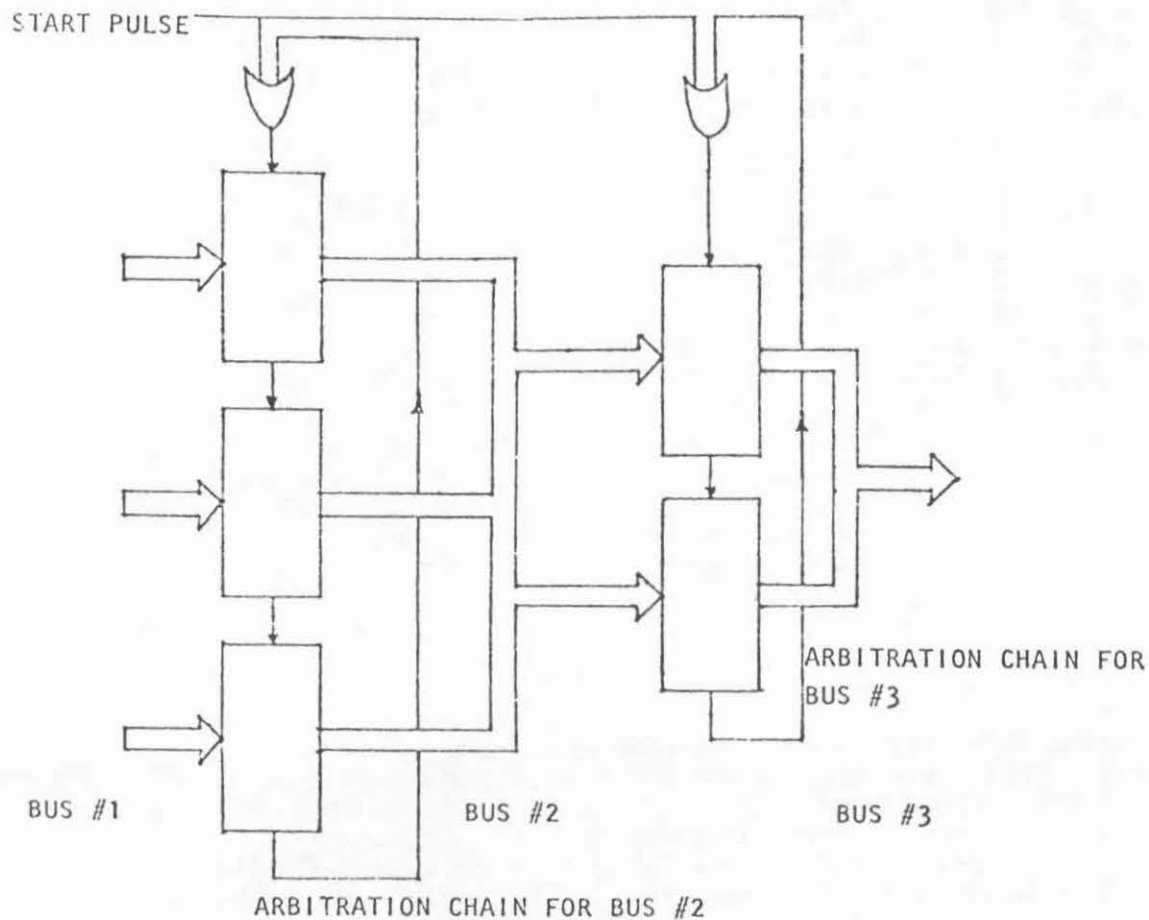 START PULSE
ARBITRATION CHAIN FOR
BUS #3
BUS #1
BUS #2
BUS #3
ARBITRATION CHAIN FOR BUS #2